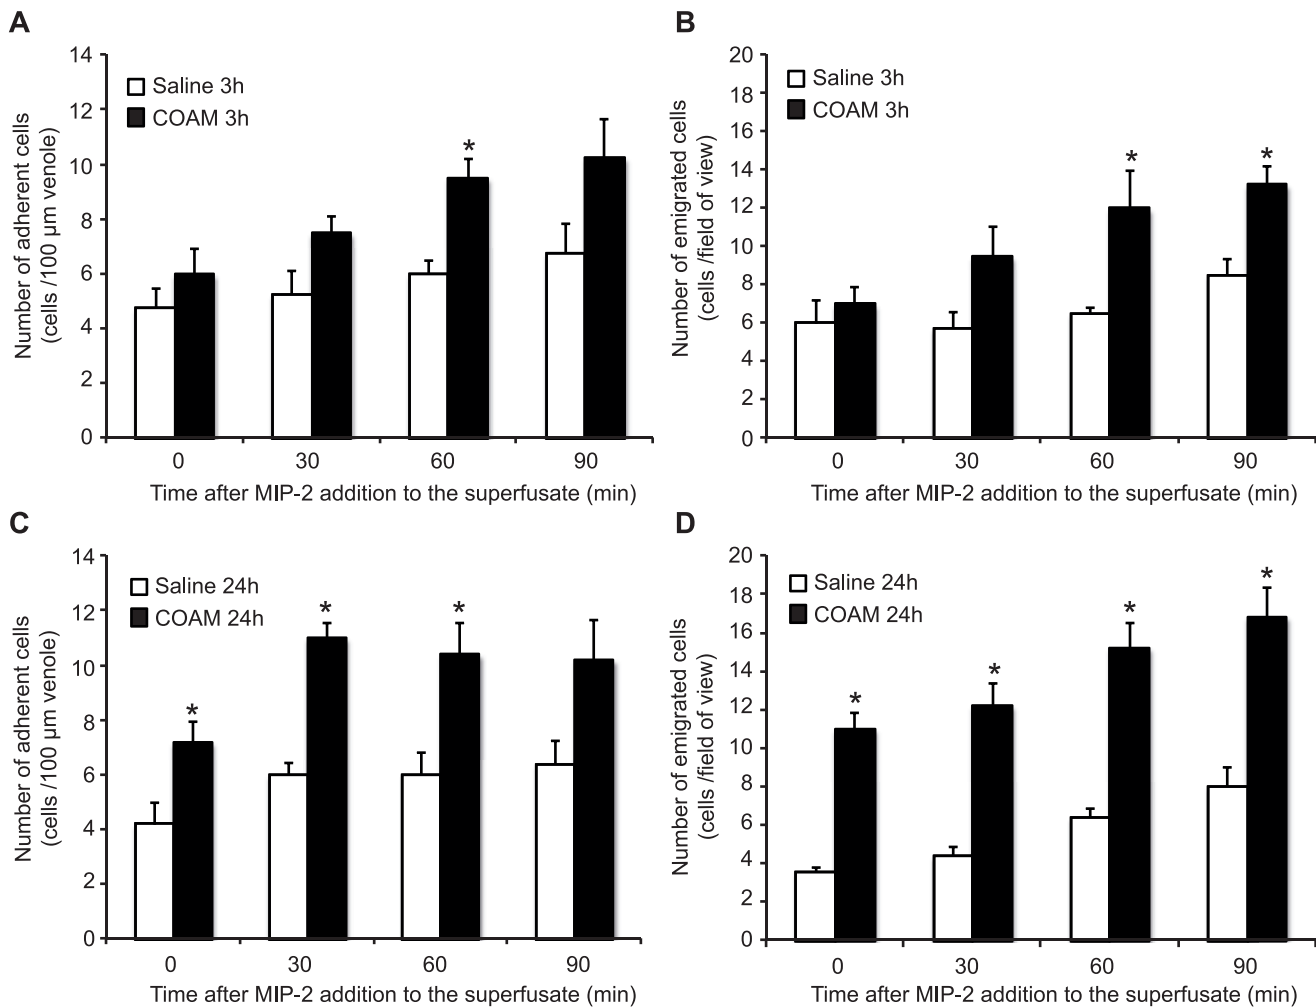 A
Number of adherent cells
(cells /100 µm venole)
14
12
10
8
6
4
2
0
Saline 3h
COAM 3h
*
0 30 60 90
Time after MIP-2 addition to the superfusate (min)
B
Number of emigrated cells
(cells /field of view)
20
18
16
14
12
10
8
6
4
2
0
Saline 3h
COAM 3h
* *
0 30 60 90
Time after MIP-2 addition to the superfusate (min)
C
Number of adherent cells
(cells /100 µm venole)
14
12
10
8
6
4
2
0
Saline 24h
COAM 24h
* * *
0 30 60 90
Time after MIP-2 addition to the superfusate (min)
D
Number of emigrated cells
(cells /field of view)
20
18
16
14
12
10
8
6
4
2
0
Saline 24h
COAM 24h
* * * *
0 30 60 90
Time after MIP-2 addition to the superfusate (min)